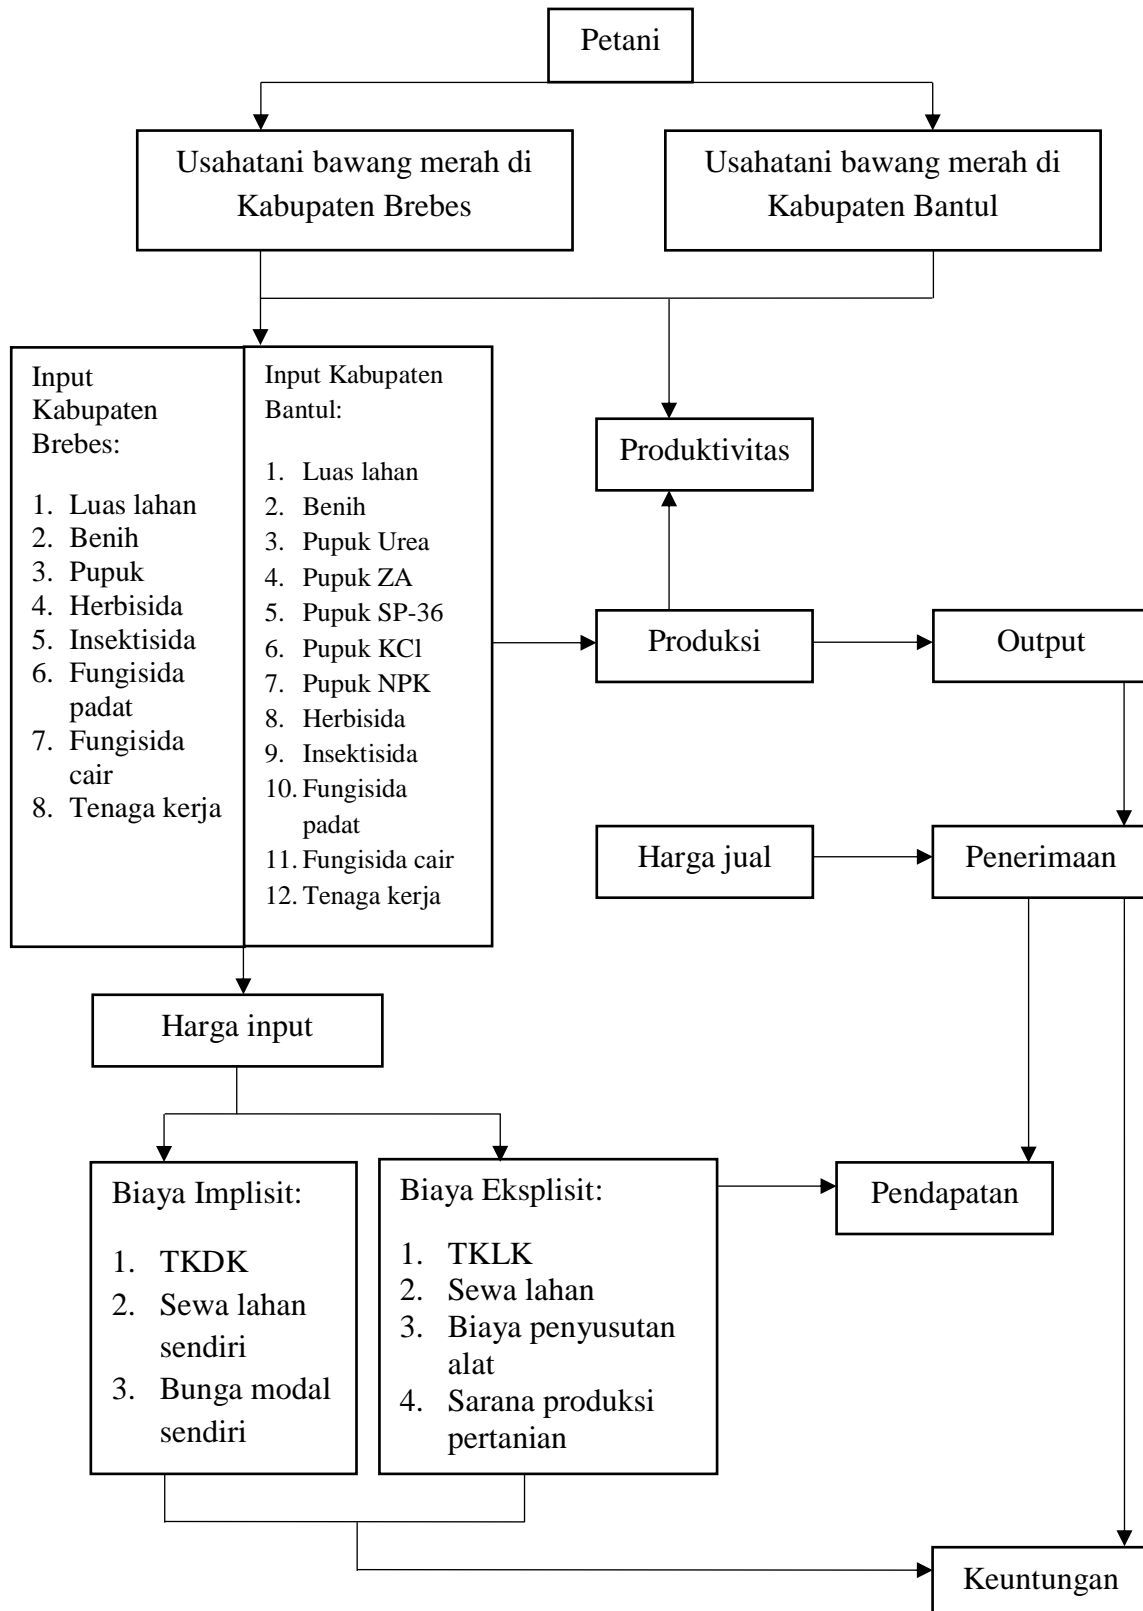 Petani
Usahatani bawang merah di
Kabupaten Brebes
Usahatani bawang merah di
Kabupaten Bantul
Input
Kabupaten
Brebes:
1. Luas lahan
2. Benih
3. Pupuk
4. Herbisida
5. Insektisida
6. Fungisida
padat
7. Fungisida
cair
8. Tenaga kerja
Input Kabupaten
Bantul:
1. Luas lahan
2. Benih
3. Pupuk Urea
4. Pupuk ZA
5. Pupuk SP-36
6. Pupuk KCl
7. Pupuk NPK
8. Herbisida
9. Insektisida
10. Fungisida
padat
11. Fungisida cair
12. Tenaga kerja
Produktivitas
Produksi
Output
Harga jual
Penerimaan
Harga input
Biaya Implisit:
1. TKDK
2. Sewa lahan
sendiri
3. Bunga modal
sendiri
Biaya Eksplisit:
1. TKLK
2. Sewa lahan
3. Biaya penyusutan
alat
4. Sarana produksi
pertanian
Pendapatan
Keuntungan